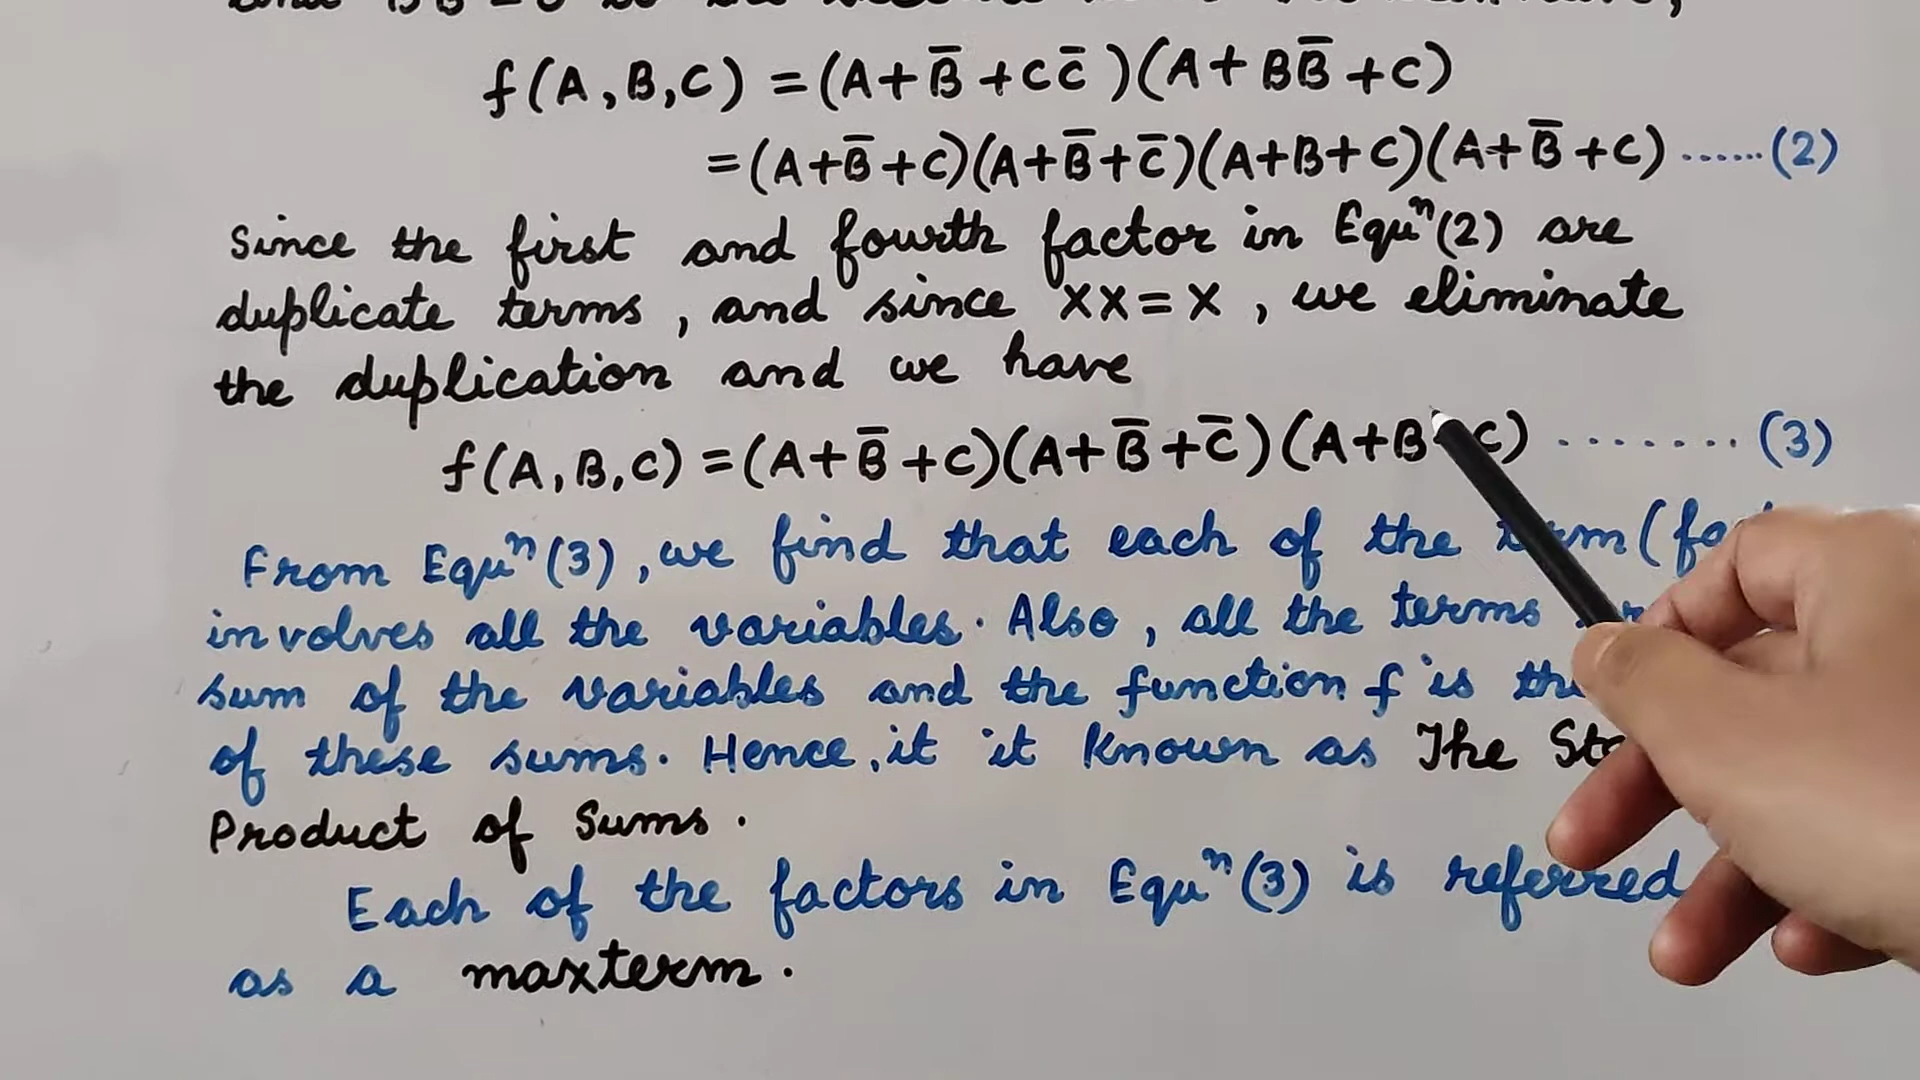 f(A,B,C) = (A+B̅+CC̅)(A+BB̅+C)
=(A+B̅+C)(A+B̅+C̅)(A+B+C)(A+B̅+C) ......(2)
Since the first and fourth factor in Equⁿ(2) are
duplicate terms, and since XX=X, we eliminate
the duplication and we have
f(A,B,C) = (A+B̅+C)(A+B̅+C̅)(A+B C) ........(3)
From Equⁿ(3), we find that each of the term
involves all the variables. Also, all the terms
sum of the variables and the function f is
of these sums. Hence, it it known as The
Product of Sums.
Each of the factors in Equⁿ(3) is referred
as a maxterm.